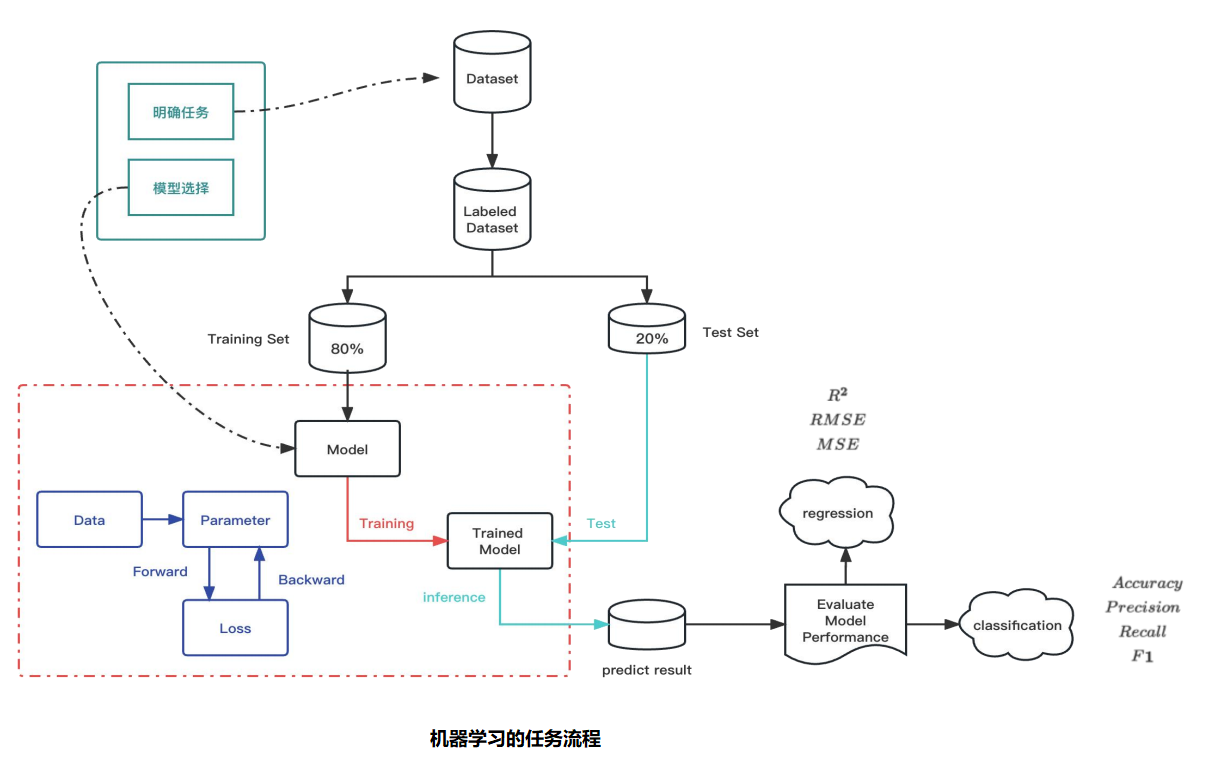 Dataset
明确任务
模型选择
Labeled
Dataset
Training Set
80%
20%
Test Set
R²
RMSE
MSE
Model
regression
Data
Parameter
Training
Trained
Model
Test
Forward
Backward
inference
Loss
predict result
Evaluate
Model
Performance
classification
Accuracy
Precision
Recall
F1
机器学习的任务流程